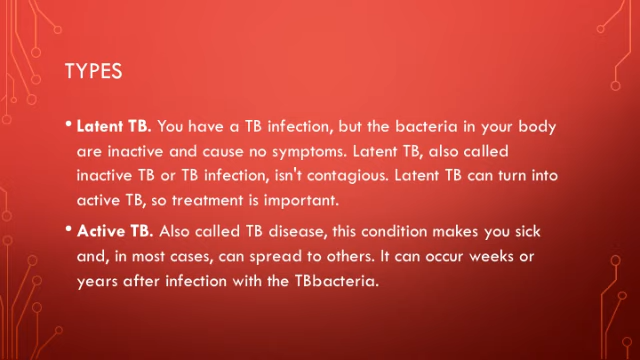 TYPES
• Latent TB. You have a TB infection, but the bacteria in your body
are inactive and cause no symptoms. Latent TB, also called
inactive TB or TB infection, isn't contagious. Latent TB can turn into
active TB, so treatment is important.
• Active TB. Also called TB disease, this condition makes you sick
and, in most cases, can spread to others. It can occur weeks or
years after infection with the TBbacteria.